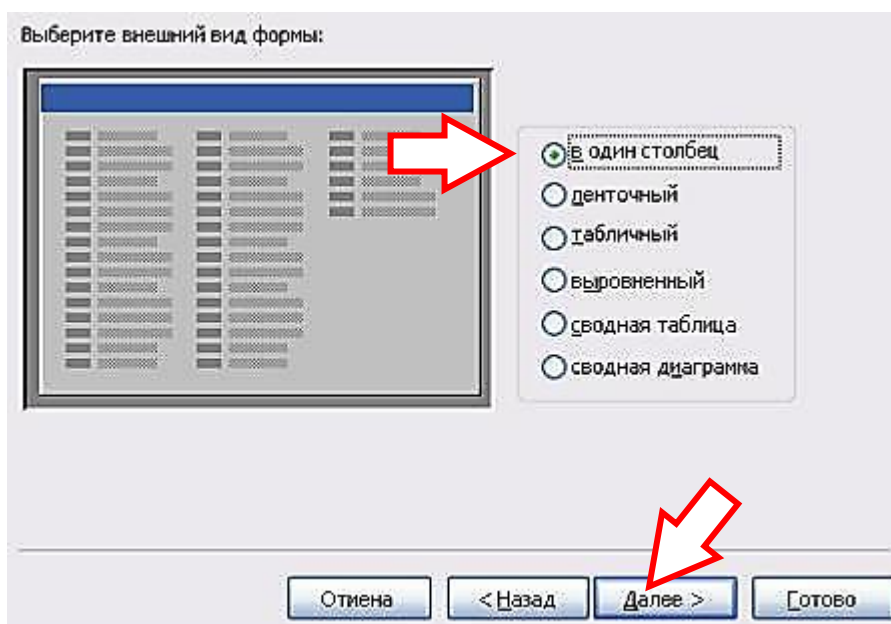 Выберите внешний вид формы:
в один столбец
ленточный
табличный
выровненный
сводная таблица
сводная диаграмма
Отмена
< Назад
Далее >
Готово